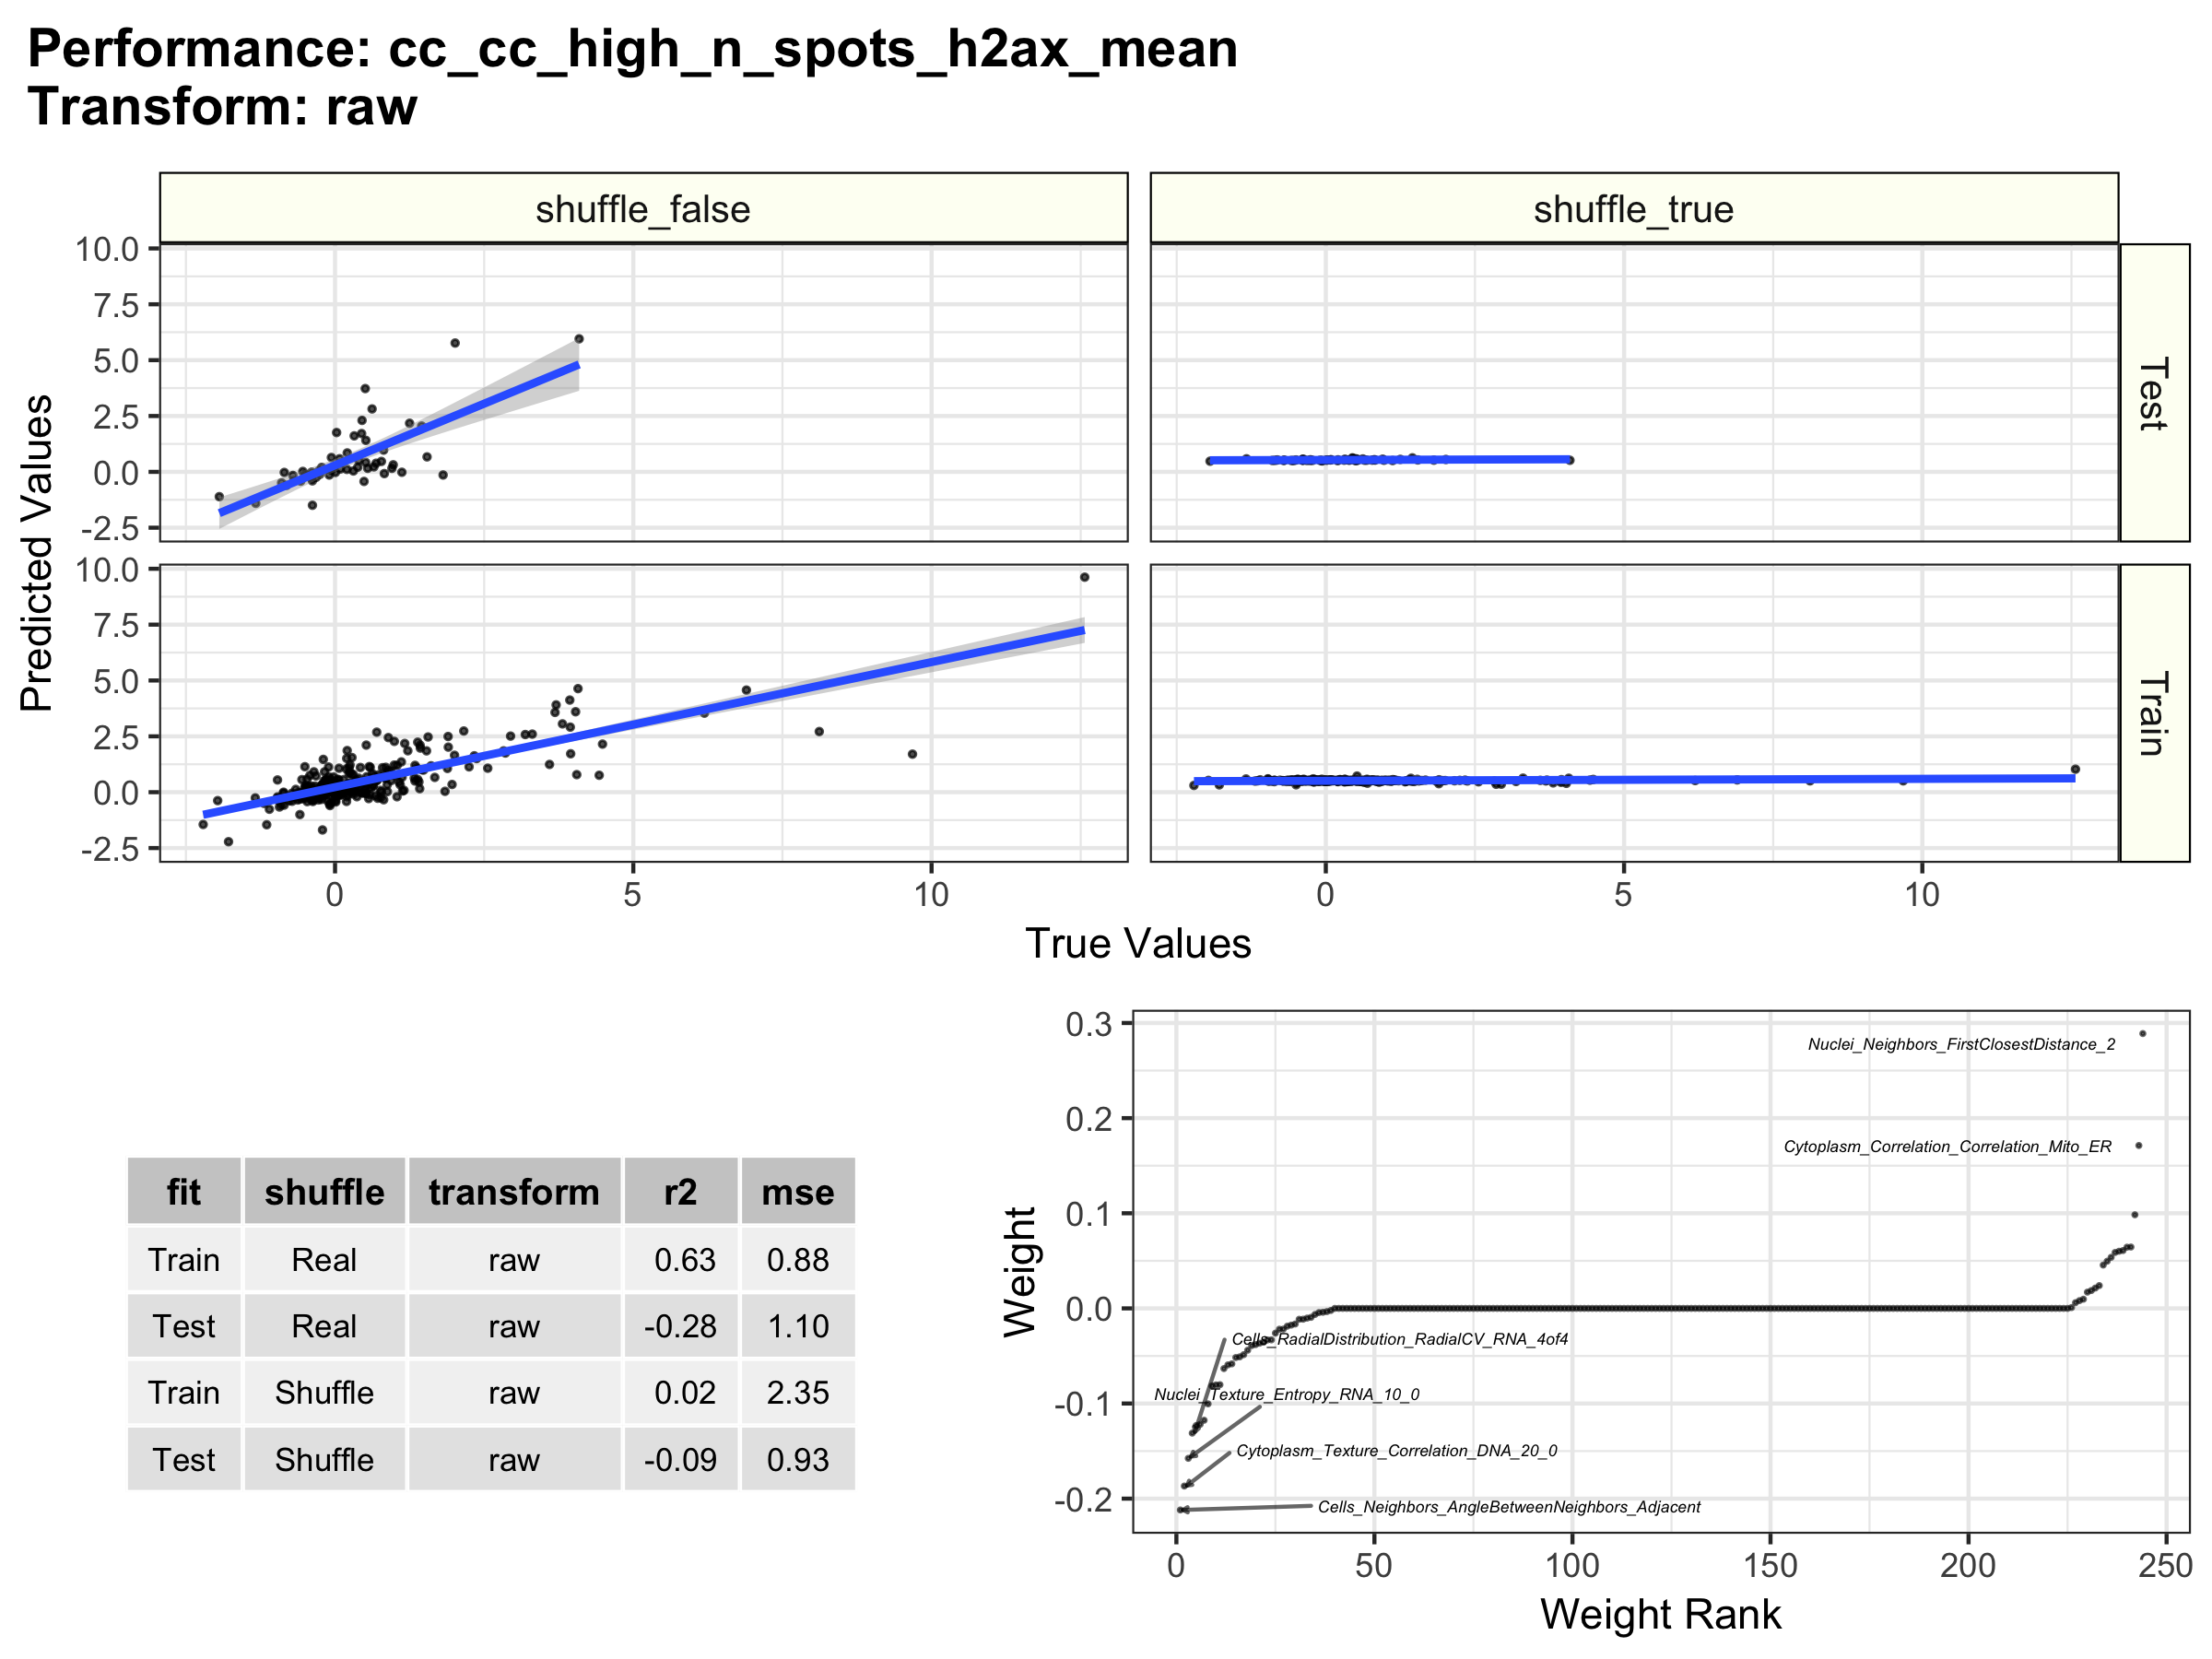 Performance: cc_cc_high_n_spots_h2ax_mean
Transform: raw
shuffle_false
shuffle_true
10.0
7.5
5.0
2.5
0.0
-2.5
Test
10.0
7.5
5.0
2.5
0.0
-2.5
Train
Predicted Values
0 5 10
0 5 10
True Values
fit shuffle transform r2 mse
Train Real raw 0.63 0.88
Test Real raw -0.28 1.10
Train Shuffle raw 0.02 2.35
Test Shuffle raw -0.09 0.93
Weight
0.3
0.2
0.1
0.0
-0.1
-0.2
Nuclei_Neighbors_FirstClosestDistance_2
Cytoplasm_Correlation_Correlation_Mito_ER
Cells_RadialDistribution_RadialCV_RNA_4of4
Nuclei_Texture_Entropy_RNA_10_0
Cytoplasm_Texture_Correlation_DNA_20_0
Cells_Neighbors_AngleBetweenNeighbors_Adjacent
0 50 100 150 200 250
Weight Rank